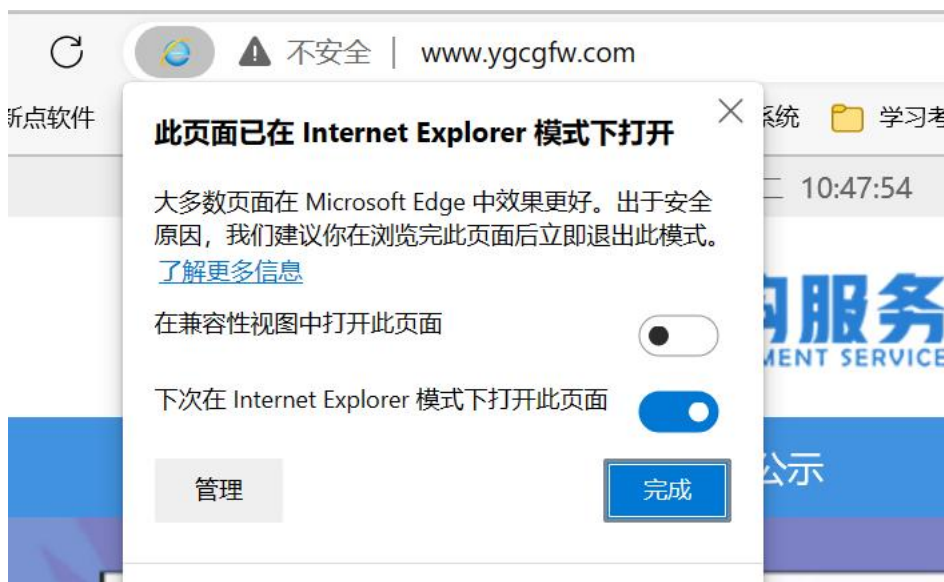 不安全 | www.ygcgfw.com
新点软件
系统
学习考
10:47:54
此页面已在 Internet Explorer 模式下打开
大多数页面在 Microsoft Edge 中效果更好。出于安全
原因，我们建议你在浏览完此页面后立即退出此模式。
了解更多信息
在兼容性视图中打开此页面
下次在 Internet Explorer 模式下打开此页面
管理
完成
服务
MENT SERVICE
公示